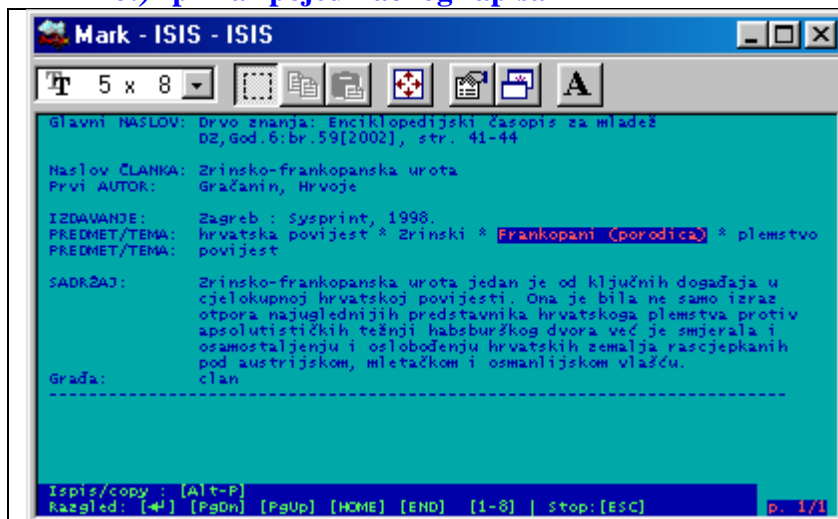 Mark - ISIS - ISIS
Tr 5 x 8 A
Glavni NASLOV: Drvo znanja: Enciklopedijski časopis za mladež
DZ,God.6:br.59[2002], str. 41-44
Naslov ČLANKA: Zrinsko-frankopanska urota
Prvi AUTOR: Gračanin, Hrvoje
IZDAVANJE: Zagreb : Sysprint, 1998.
PREDMET/TEMA: hrvatska povijest * Zrinski * Frankopani (porodica) * plemstvo
PREDMET/TEMA: povijest
SADRŽAJ: Zrinsko-frankopanska urota jedan je od ključnih događaja u
cjelokupnoj hrvatskoj povijesti. Ona je bila ne samo izraz
otpora najuglednijih predstavnika hrvatskoga plemstva protiv
apsolutističkih težnji habsburžkog dvora već je smjerala i
osamostaljenju i oslobođenju hrvatskih zemalja rascjepkanih
pod austrijskom, mletačkom i osmanlijskom vlašću.
Građa: clan
Ispis/copy : [Alt-P]
Razgled: [↵] [PgDn] [PgUp] [HOME] [END] [1-8] | Stop:[ESC] p. 1/1